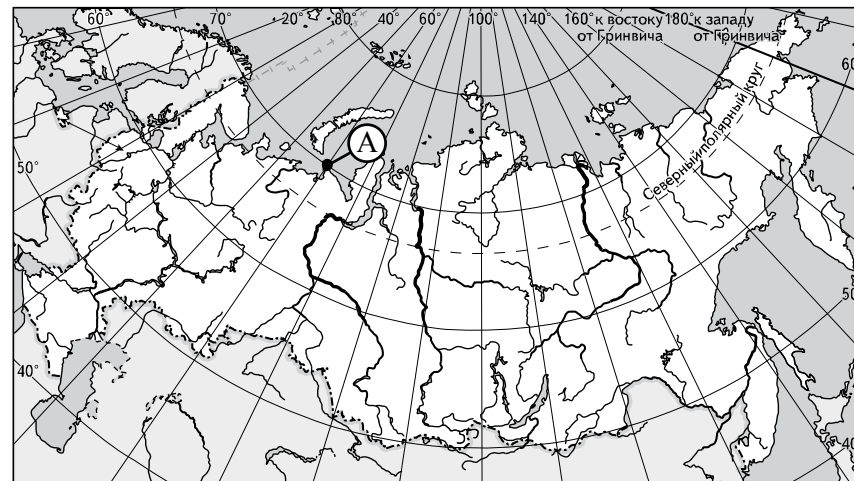 60° 70° 20° 80° 40° 60° 100° 140° 160° к востоку 180° к западу
от Гринвича от Гринвича
60
А
Северный полярный круг
50°
50
40°
40